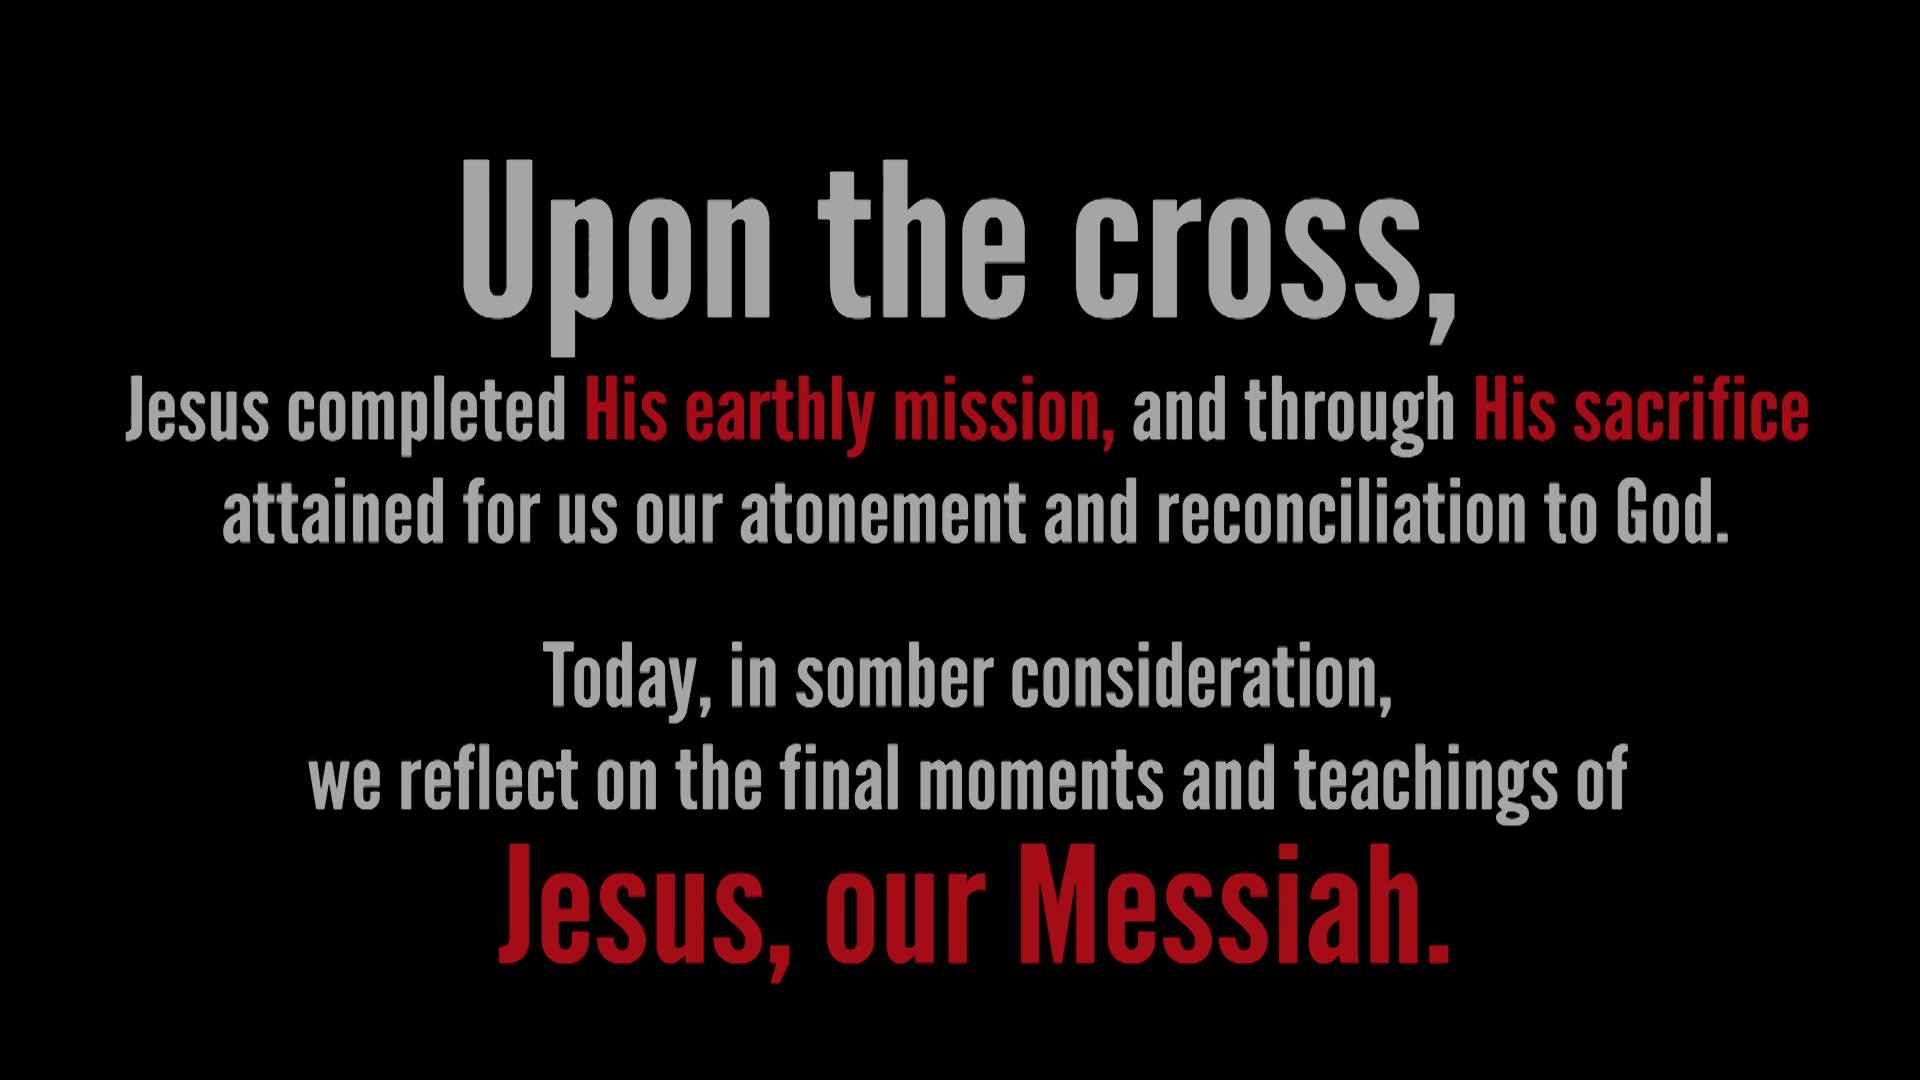 Upon the cross,
Jesus completed His earthly mission, and through His sacrifice
attained for us our atonement and reconciliation to God.
Today, in somber consideration,
we reflect on the final moments and teachings of
Jesus, our Messiah.